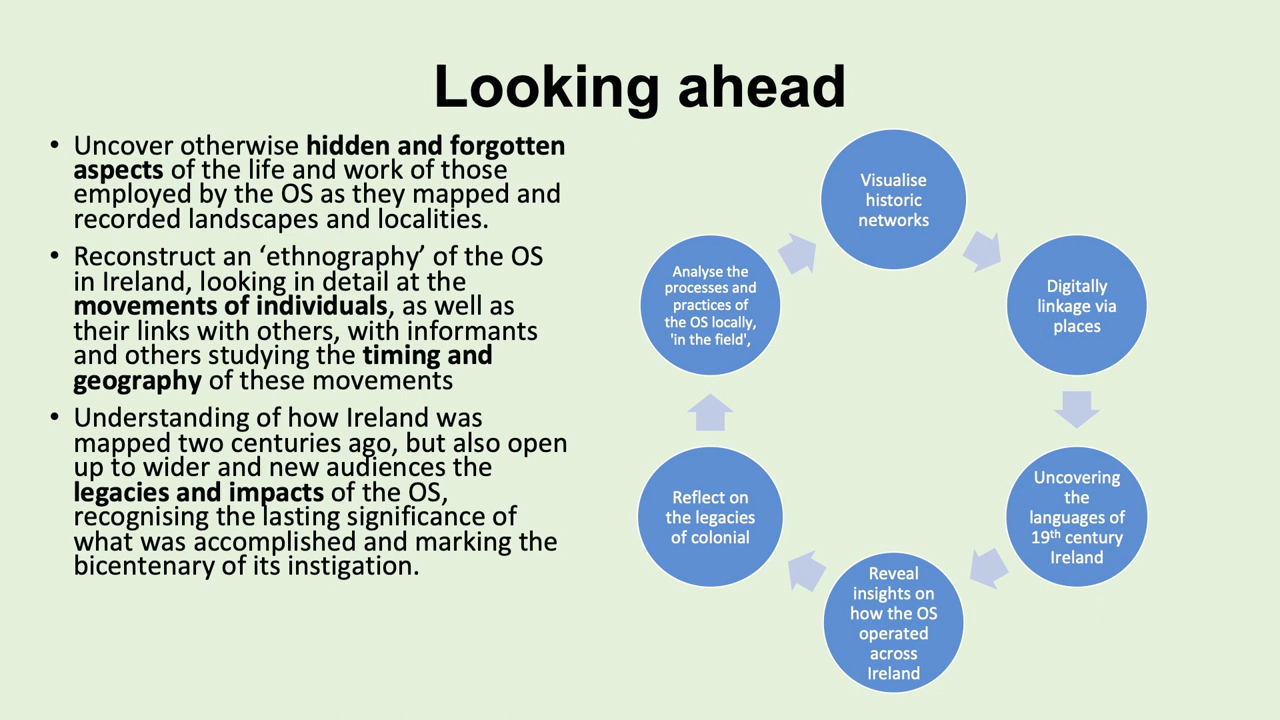 Looking ahead
• Uncover otherwise hidden and forgotten
aspects of the life and work of those
employed by the OS as they mapped and
recorded landscapes and localities.
• Reconstruct an ‘ethnography’ of the OS
in Ireland, looking in detail at the
movements of individuals, as well as
their links with others, with informants
and others studying the timing and
geography of these movements
• Understanding of how Ireland was
mapped two centuries ago, but also open
up to wider and new audiences the
legacies and impacts of the OS,
recognising the lasting significance of
what was accomplished and marking the
bicentenary of its instigation.
Visualise
historic
networks
Digitally
linkage via
places
Uncovering
the
languages of
19th century
Ireland
Reveal
insights on
how the OS
operated
across
Ireland
Reflect on
the legacies
of colonial
Analyse the
processes and
practices of
the OS locally,
'in the field',